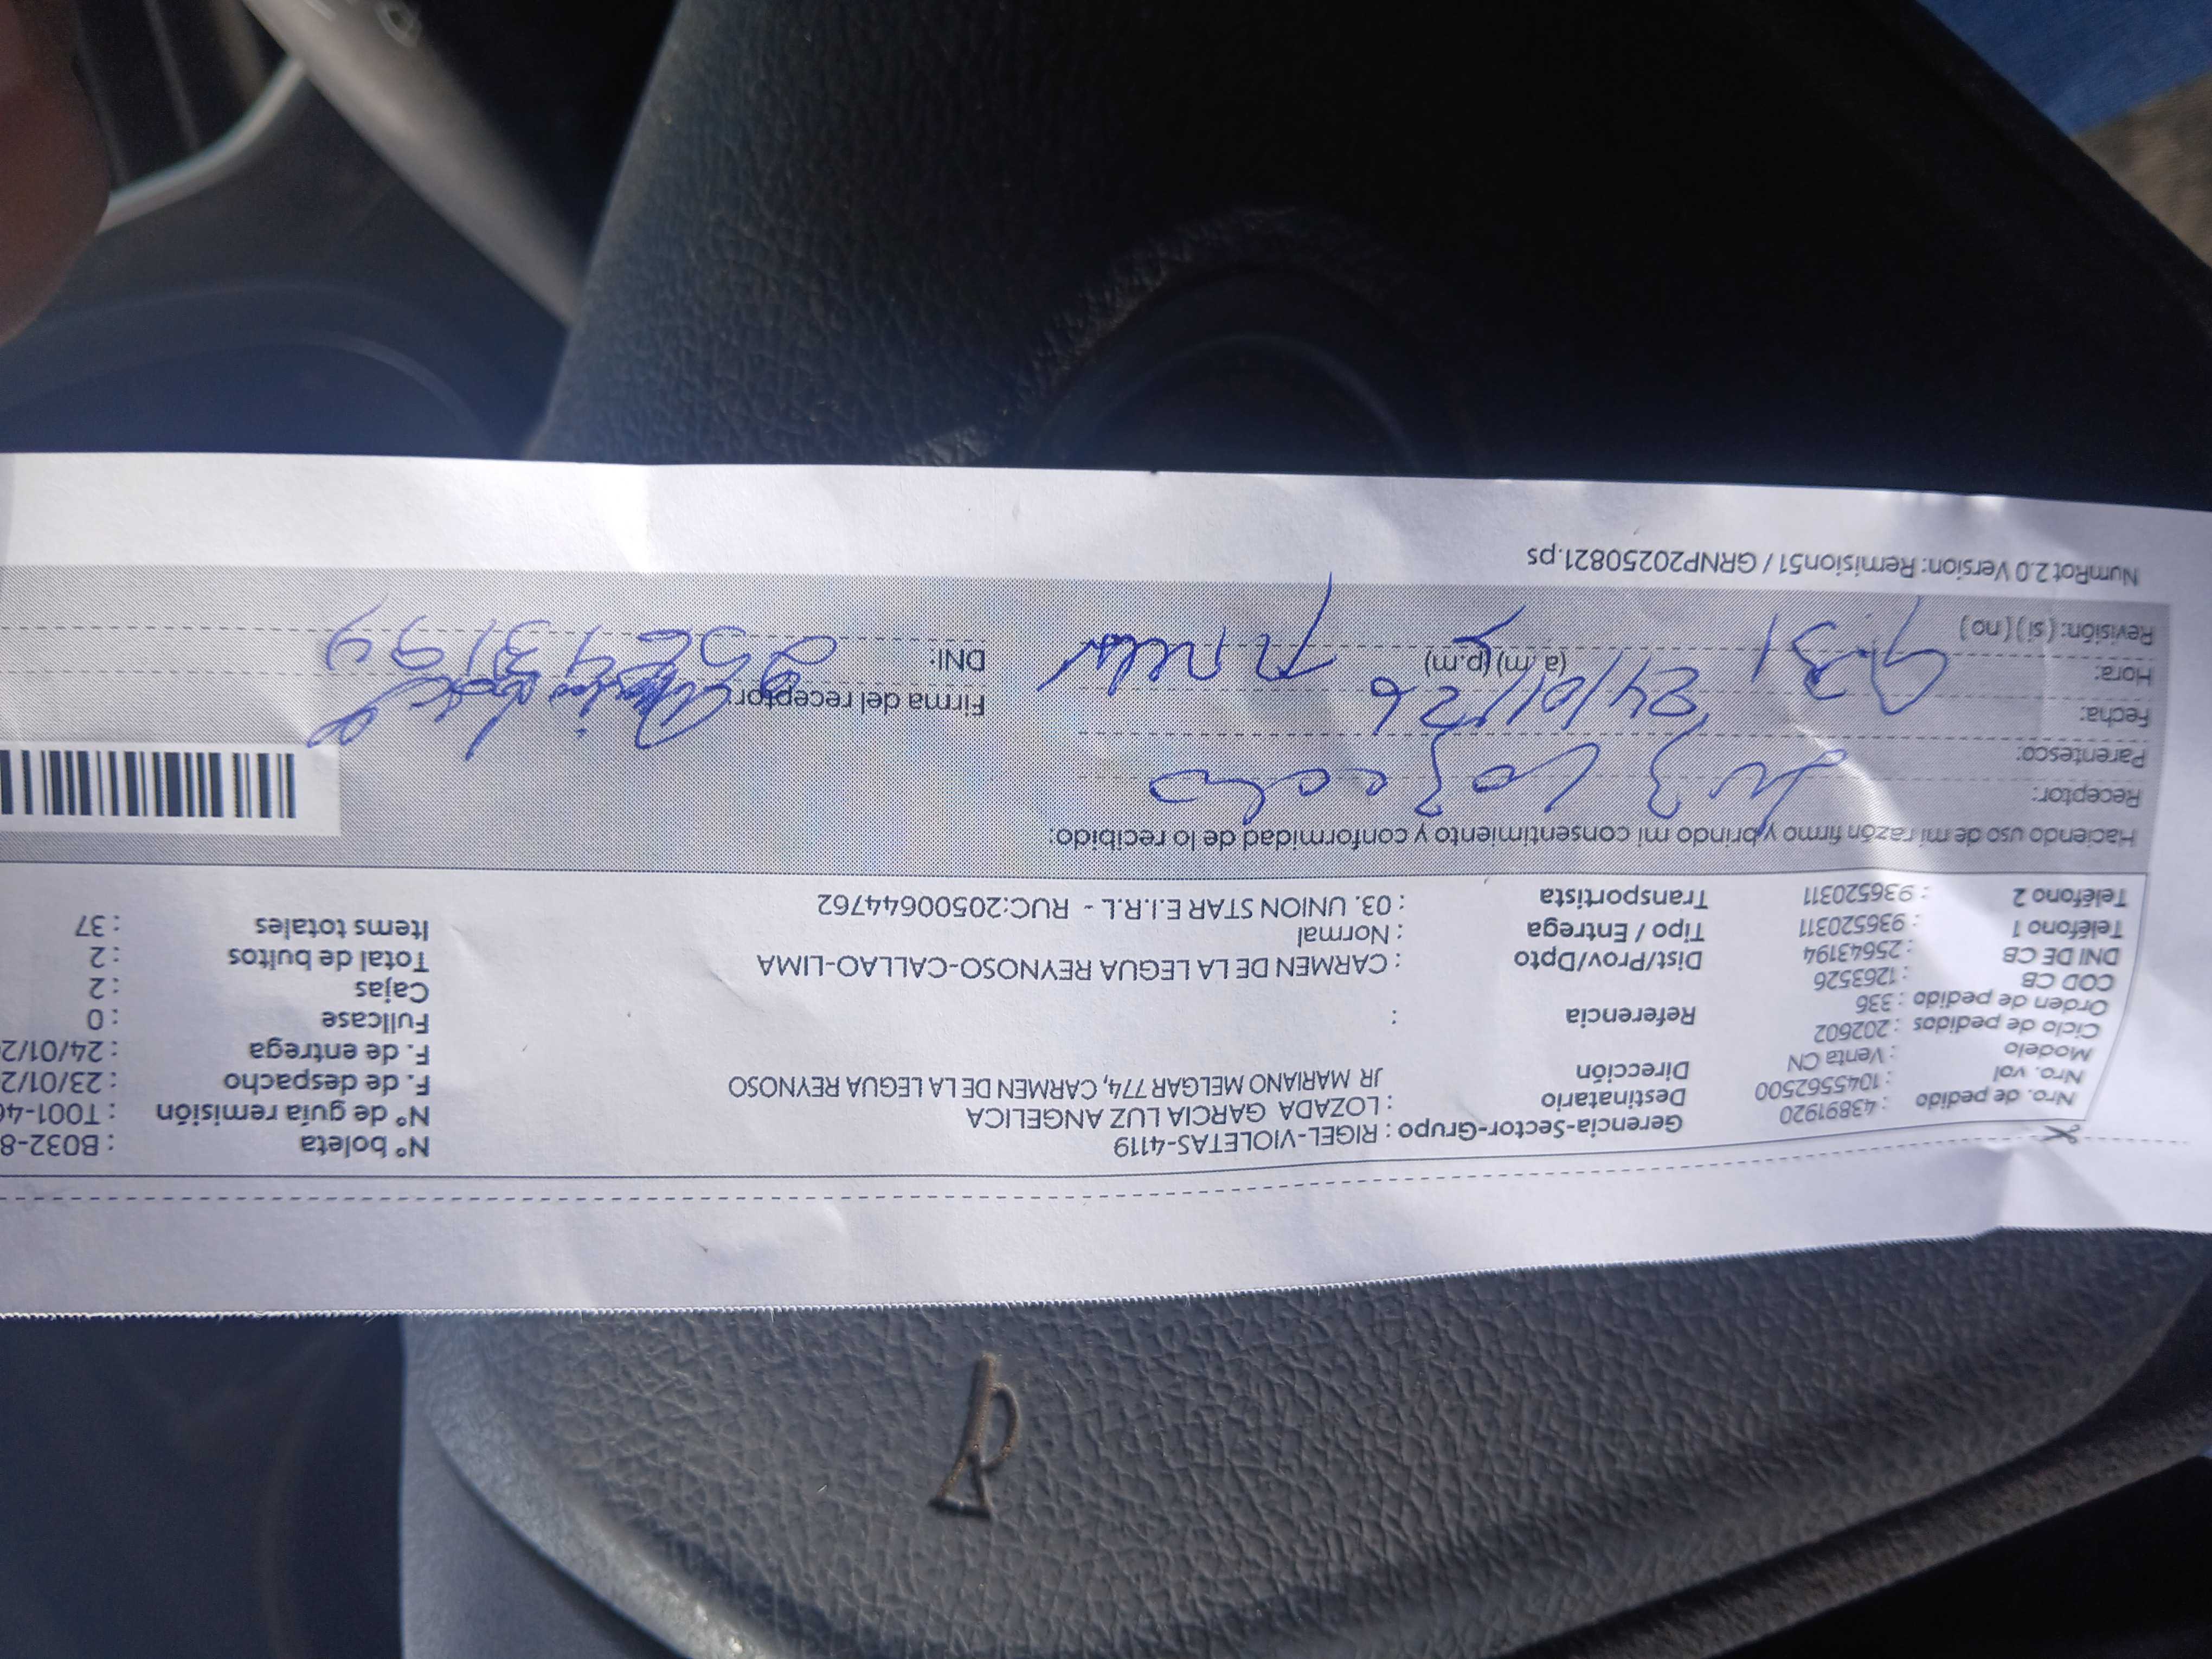 Nro. de pedido : 43891920
Nro. vol : 1045562500
Modelo : Venta CN
Ciclo de pedidos : 202602
Orden de pedido : 336
COD CB : 1263526
DNI DE CB : 25643194
Teléfono 1 : 936520311
Teléfono 2 : 936520311
Gerencia-Sector-Grupo : RIGEL-VIOLETAS-4119
Destinatario : LOZADA GARCIA LUZ ANGELICA
Dirección JR MARIANO MELGAR 774, CARMEN DE LA LEGUA REYNOSO
Referencia :
Dist/Prov/Dpto : CARMEN DE LA LEGUA REYNOSO-CALLAO-LIMA
Tipo / Entrega : Normal
Transportista : 03. UNION STAR E.I.R.L - RUC:20500644762
N° boleta : B032-8
N° de guía remisión : T001-4
F. de despacho : 23/01/2
F. de entrega : 24/01/2
Fullcase : 0
Cajas : 2
Total de bultos : 2
Items totales : 37
Haciendo uso de mi razón firmo y brindo mi consentimiento y conformidad de lo recibido:
Receptor: Luz Lozada
Parentesco:
Fecha: 24/01/26
Hora: 9:31 (a.m) (p.m)
Revisión: ( si ) ( no )
Firma del receptor:
DNI: 25643194
NumRot 2.0 Version: Remision51 / GRNP20250821.ps